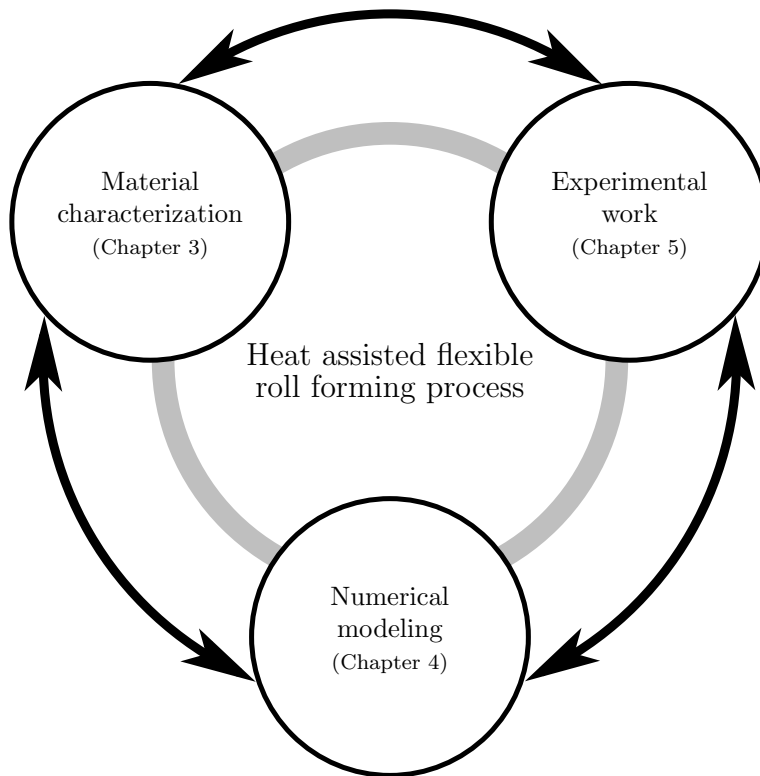 Material
characterization
(Chapter 3)
Experimental
work
(Chapter 5)
Heat assisted flexible
roll forming process
Numerical
modeling
(Chapter 4)